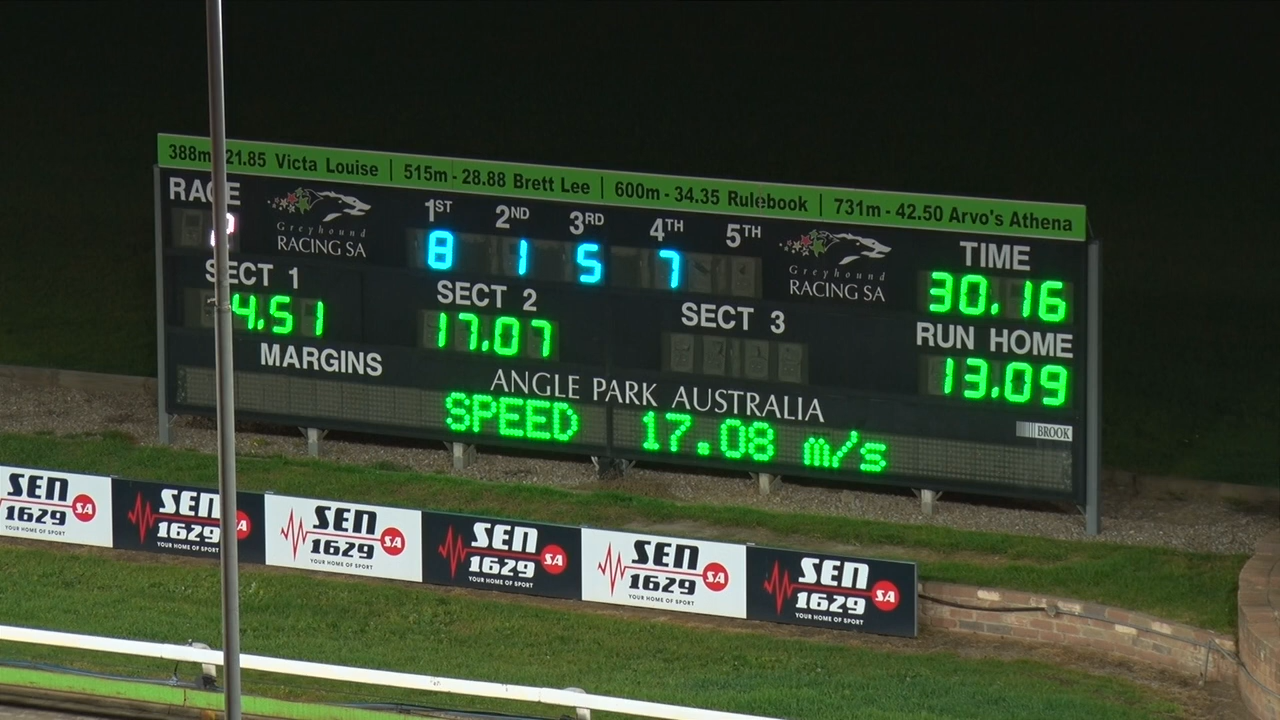 388m 21.85 Victa Louise | 515m - 28.88 Brett Lee | 600m - 34.35 Rulebook | 731m - 42.50 Arvo's Athena
RACE
Greyhound
RACING SA
1ST 2ND 3RD 4TH 5TH
8 1 5 7
Greyhound
RACING SA
TIME
30.16
SECT 1
4.51
SECT 2
17.07
SECT 3
RUN HOME
13.09
MARGINS
ANGLE PARK AUSTRALIA
SPEED 17.08 m/s
BROOK
SEN
1629 SA
YOUR HOME OF SPORT
SEN
1629 A
YOUR HOME OF SPORT
SEN
1629 SA
YOUR HOME OF SPORT
SEN
1629 SA
YOUR HOME OF SPORT
SEN
1629 SA
YOUR HOME OF SPORT
SEN
1629 SA
YOUR HOME OF SPORT